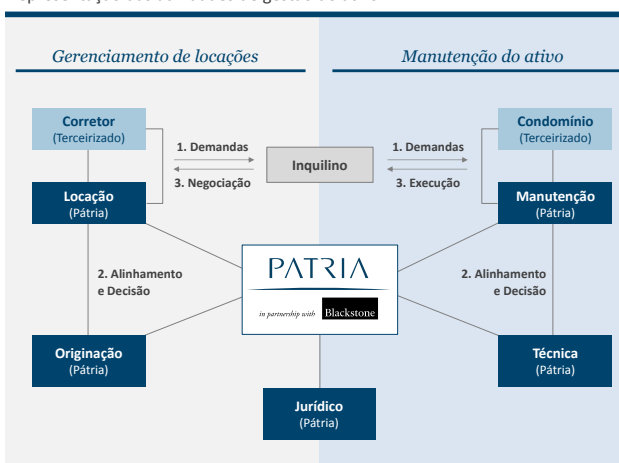 Gerenciamento de locações
Manutenção do ativo
Corretor
(Terceirizado)
Condomínio
(Terceirizado)
1. Demandas
3. Negociação
Inquilino
1. Demandas
3. Execução
Locação
(Pátria)
Manutenção
(Pátria)
PATRIA
in partnership with Blackstone
2. Alinhamento
e Decisão
2. Alinhamento
e Decisão
Originação
(Pátria)
Técnica
(Pátria)
Jurídico
(Pátria)